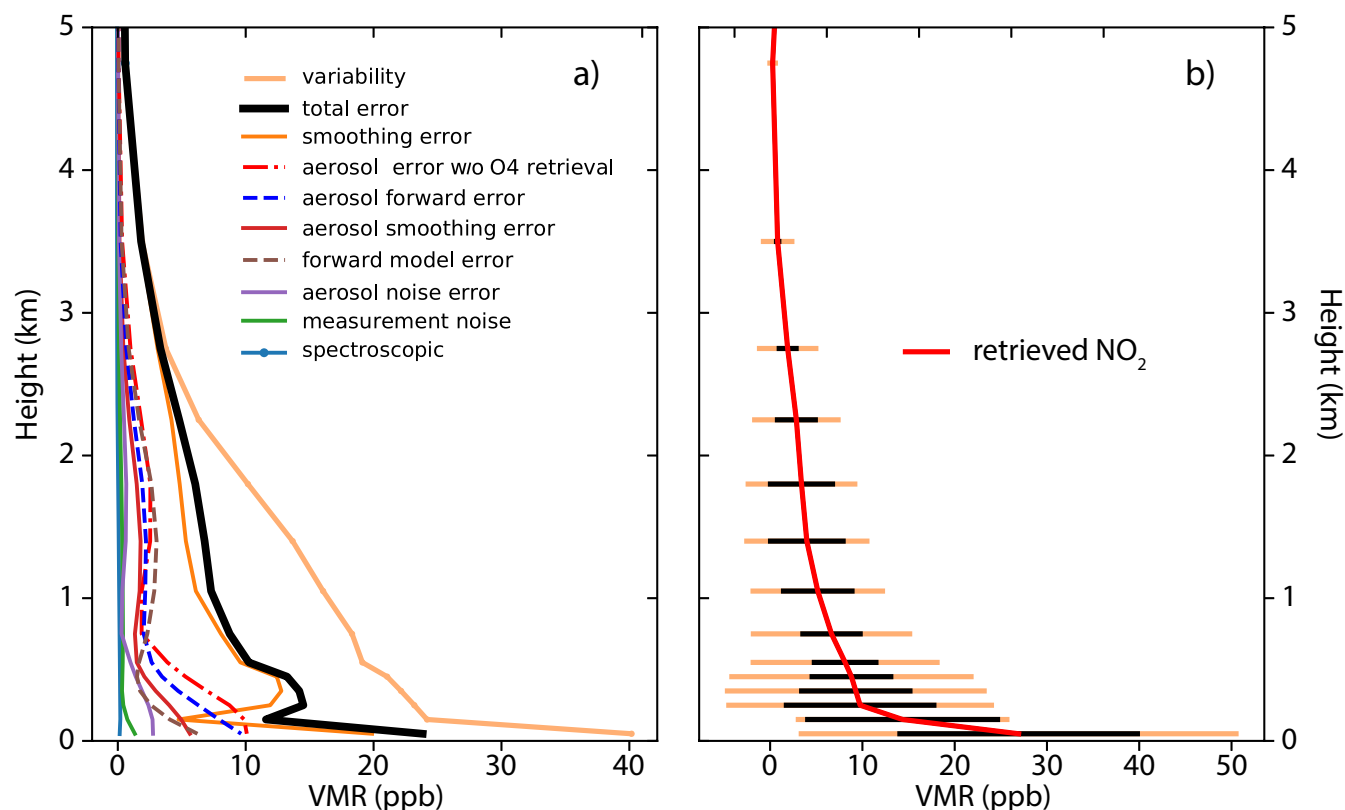 a)
variability
total error
smoothing error
aerosol error w/o O4 retrieval
aerosol forward error
aerosol smoothing error
forward model error
aerosol noise error
measurement noise
spectroscopic
Height (km)
5
4
3
2
1
0
0 10 20 30 40
VMR (ppb)
b)
retrieved NO₂
Height (km)
5
4
3
2
1
0
0 10 20 30 40 50
VMR (ppb)